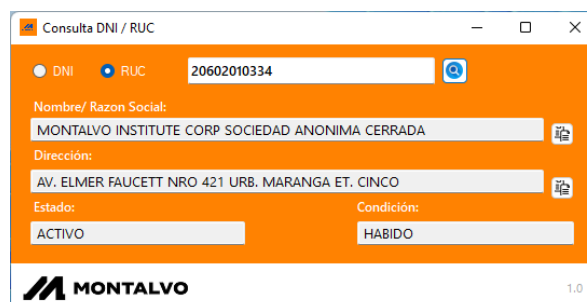 Consulta DNI / RUC
DNI RUC 20602010334
Nombre/ Razon Social:
MONTALVO INSTITUTE CORP SOCIEDAD ANONIMA CERRADA
Dirección:
AV. ELMER FAUCETT NRO 421 URB. MARANGA ET. CINCO
Estado: Condición:
ACTIVO HABIDO
MONTALVO 1.0